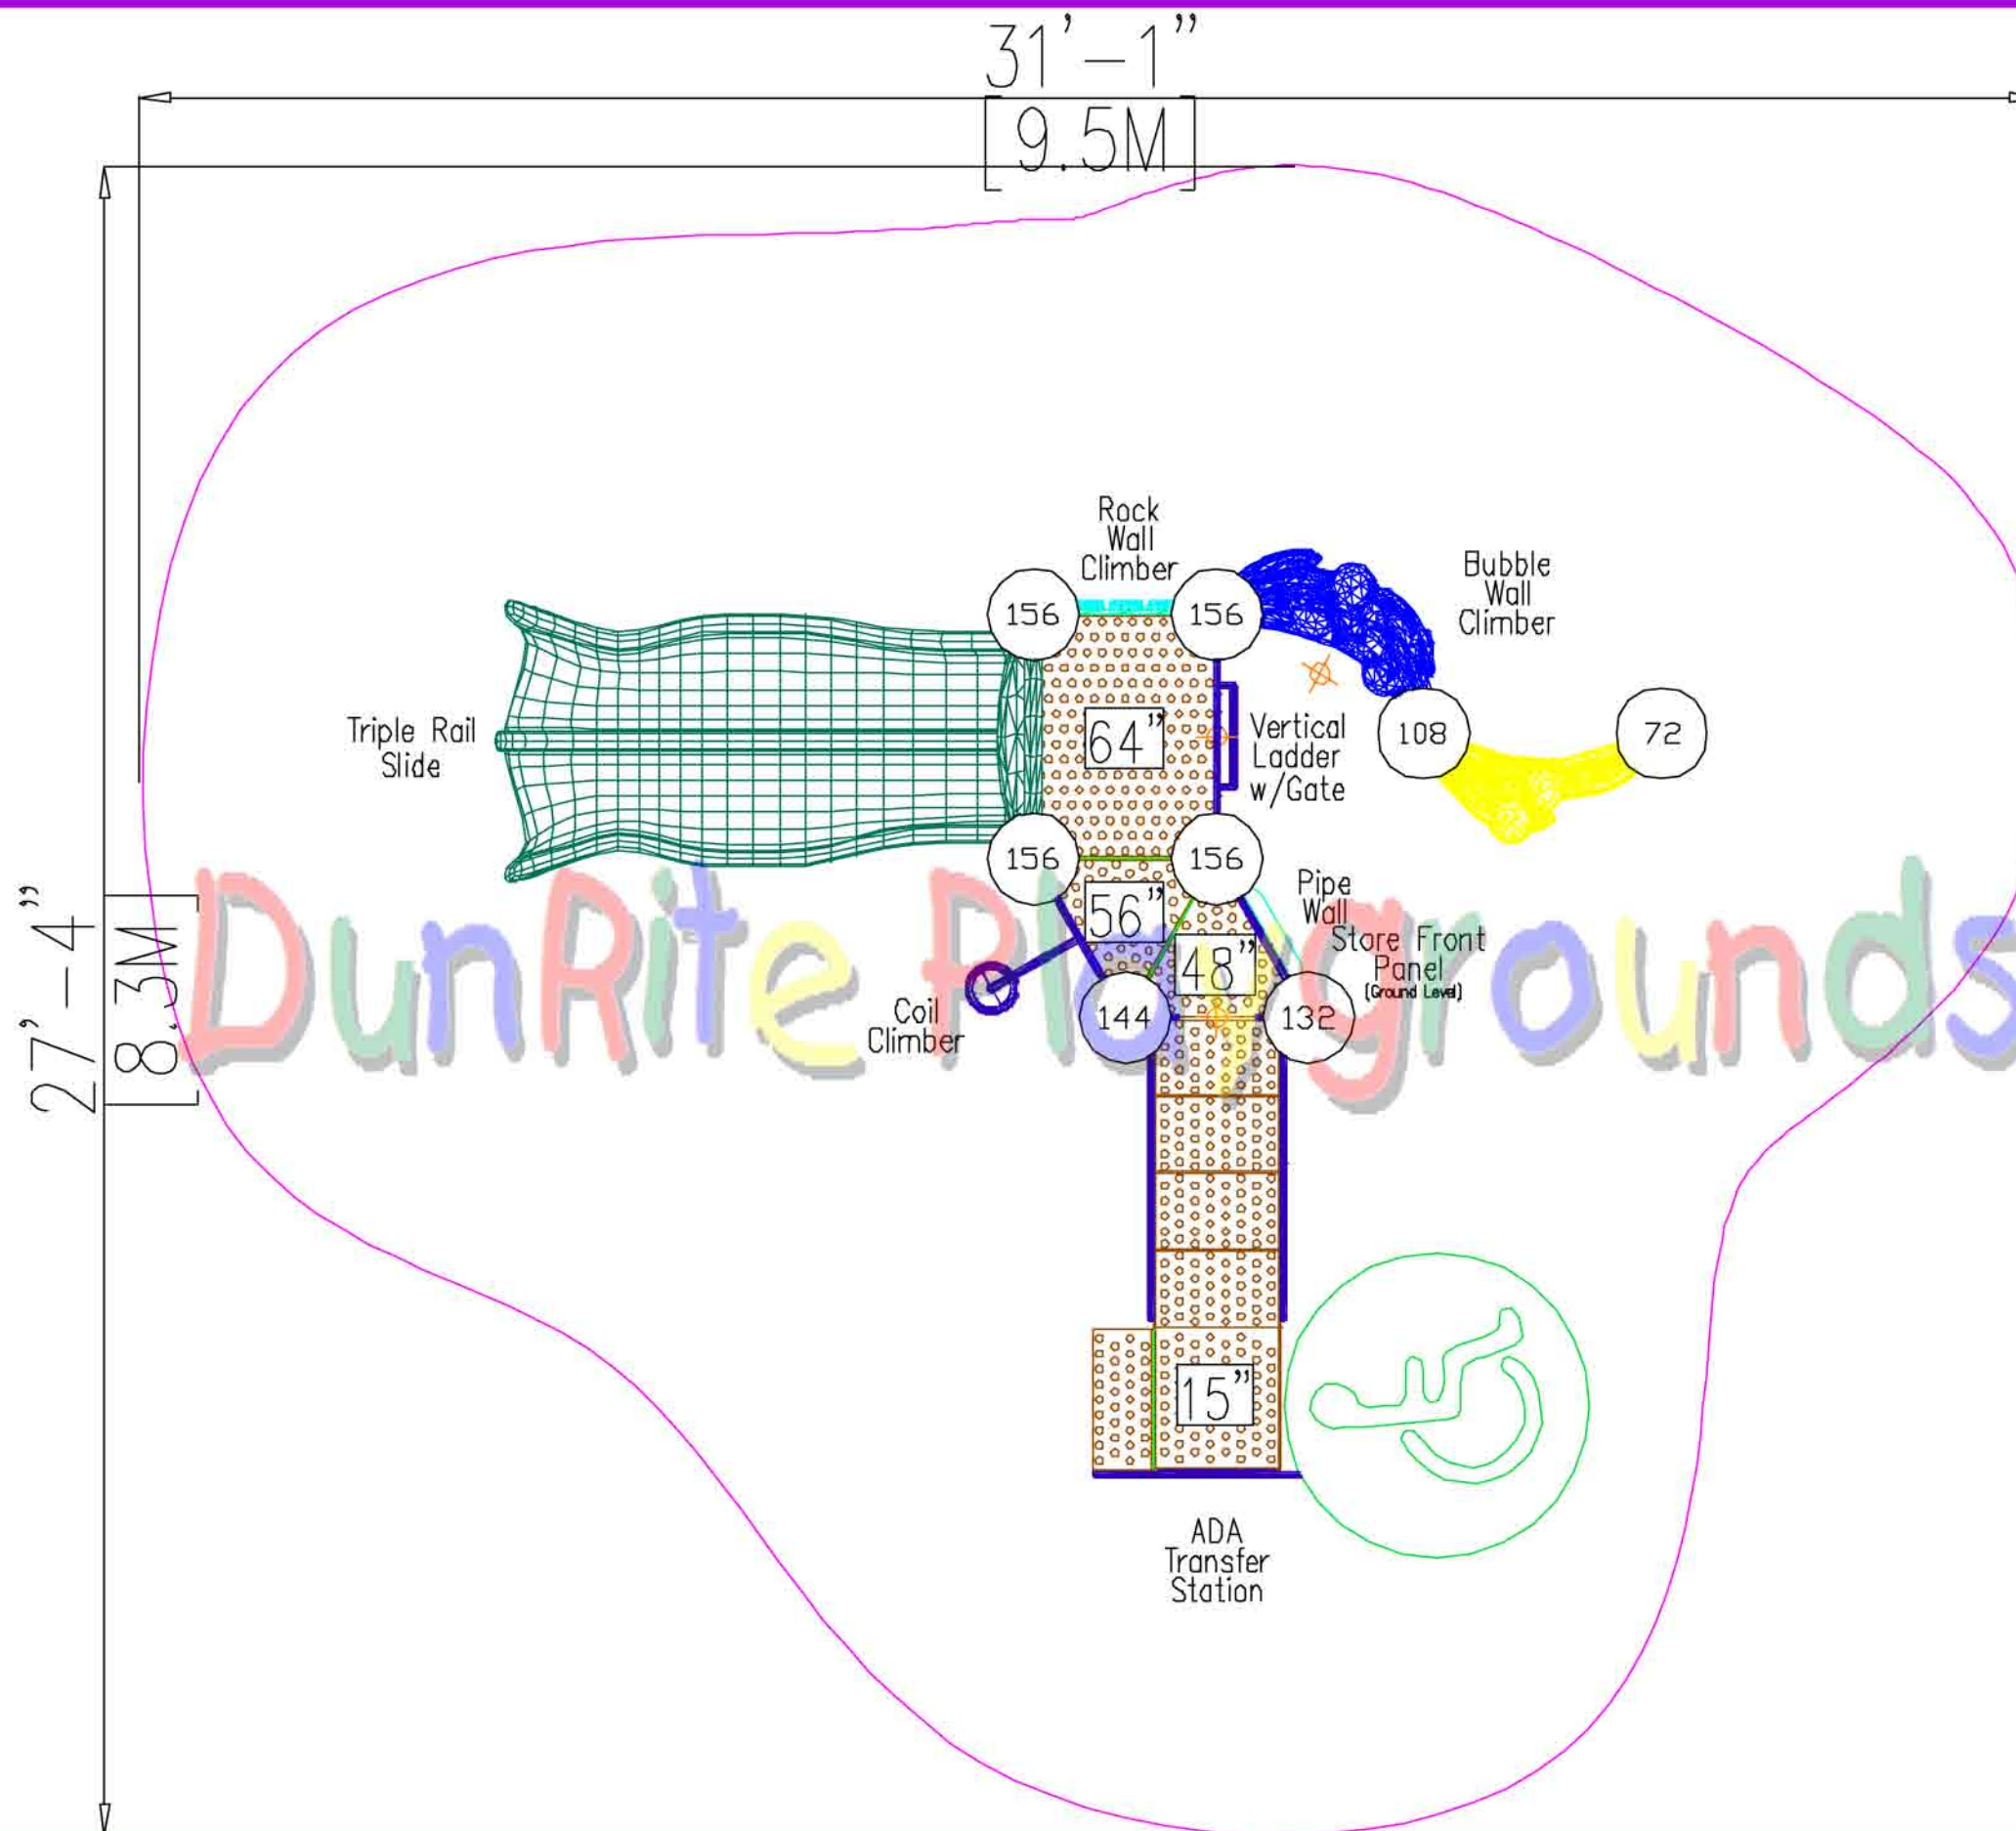 31'-1"
[9.5M]
Rock
Wall
Climber
Bubble
Wall
Climber
156
156
108
72
Triple Rail
Slide
64"
Vertical
Ladder
w/Gate
156
156
56"
Pipe
Wall
48"
Store Front
Panel
(Ground Level)
Coil
Climber
144
132
27'-4"
[8.3M]
DunRite Playgrounds
15"
ADA
Transfer
Station